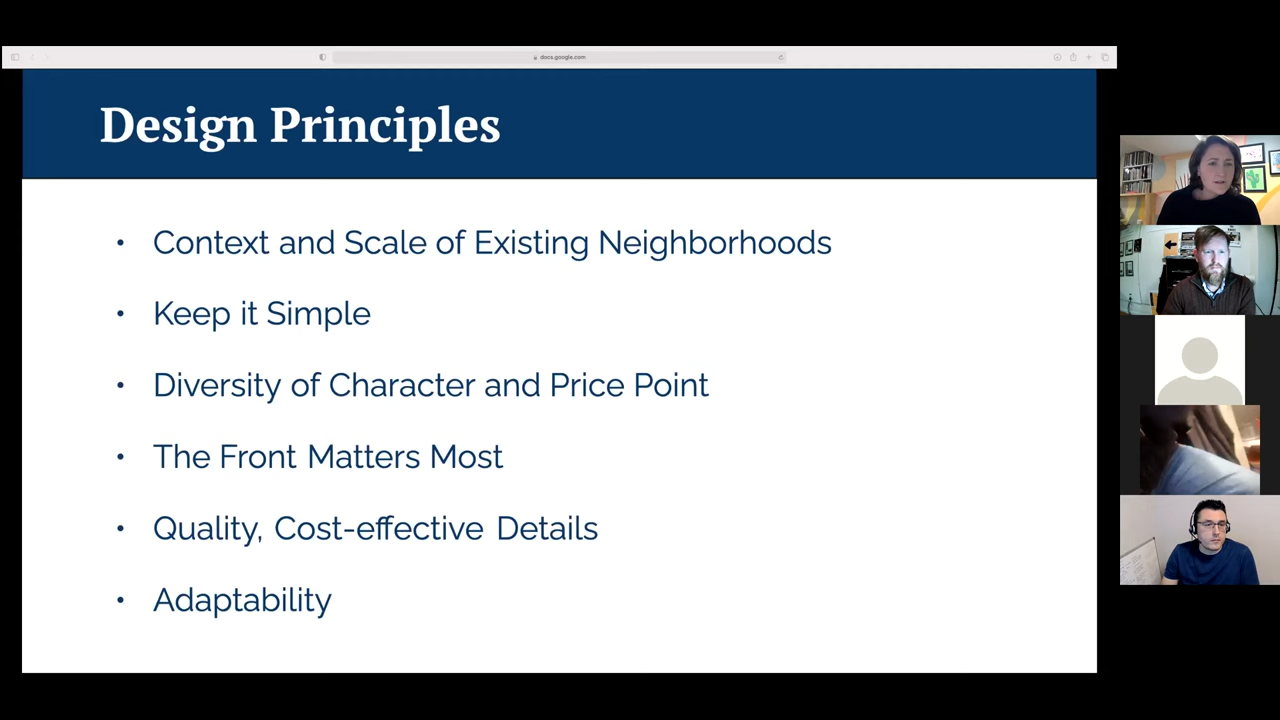 docs.google.com
Design Principles
• Context and Scale of Existing Neighborhoods
• Keep it Simple
• Diversity of Character and Price Point
• The Front Matters Most
• Quality, Cost-effective Details
• Adaptability